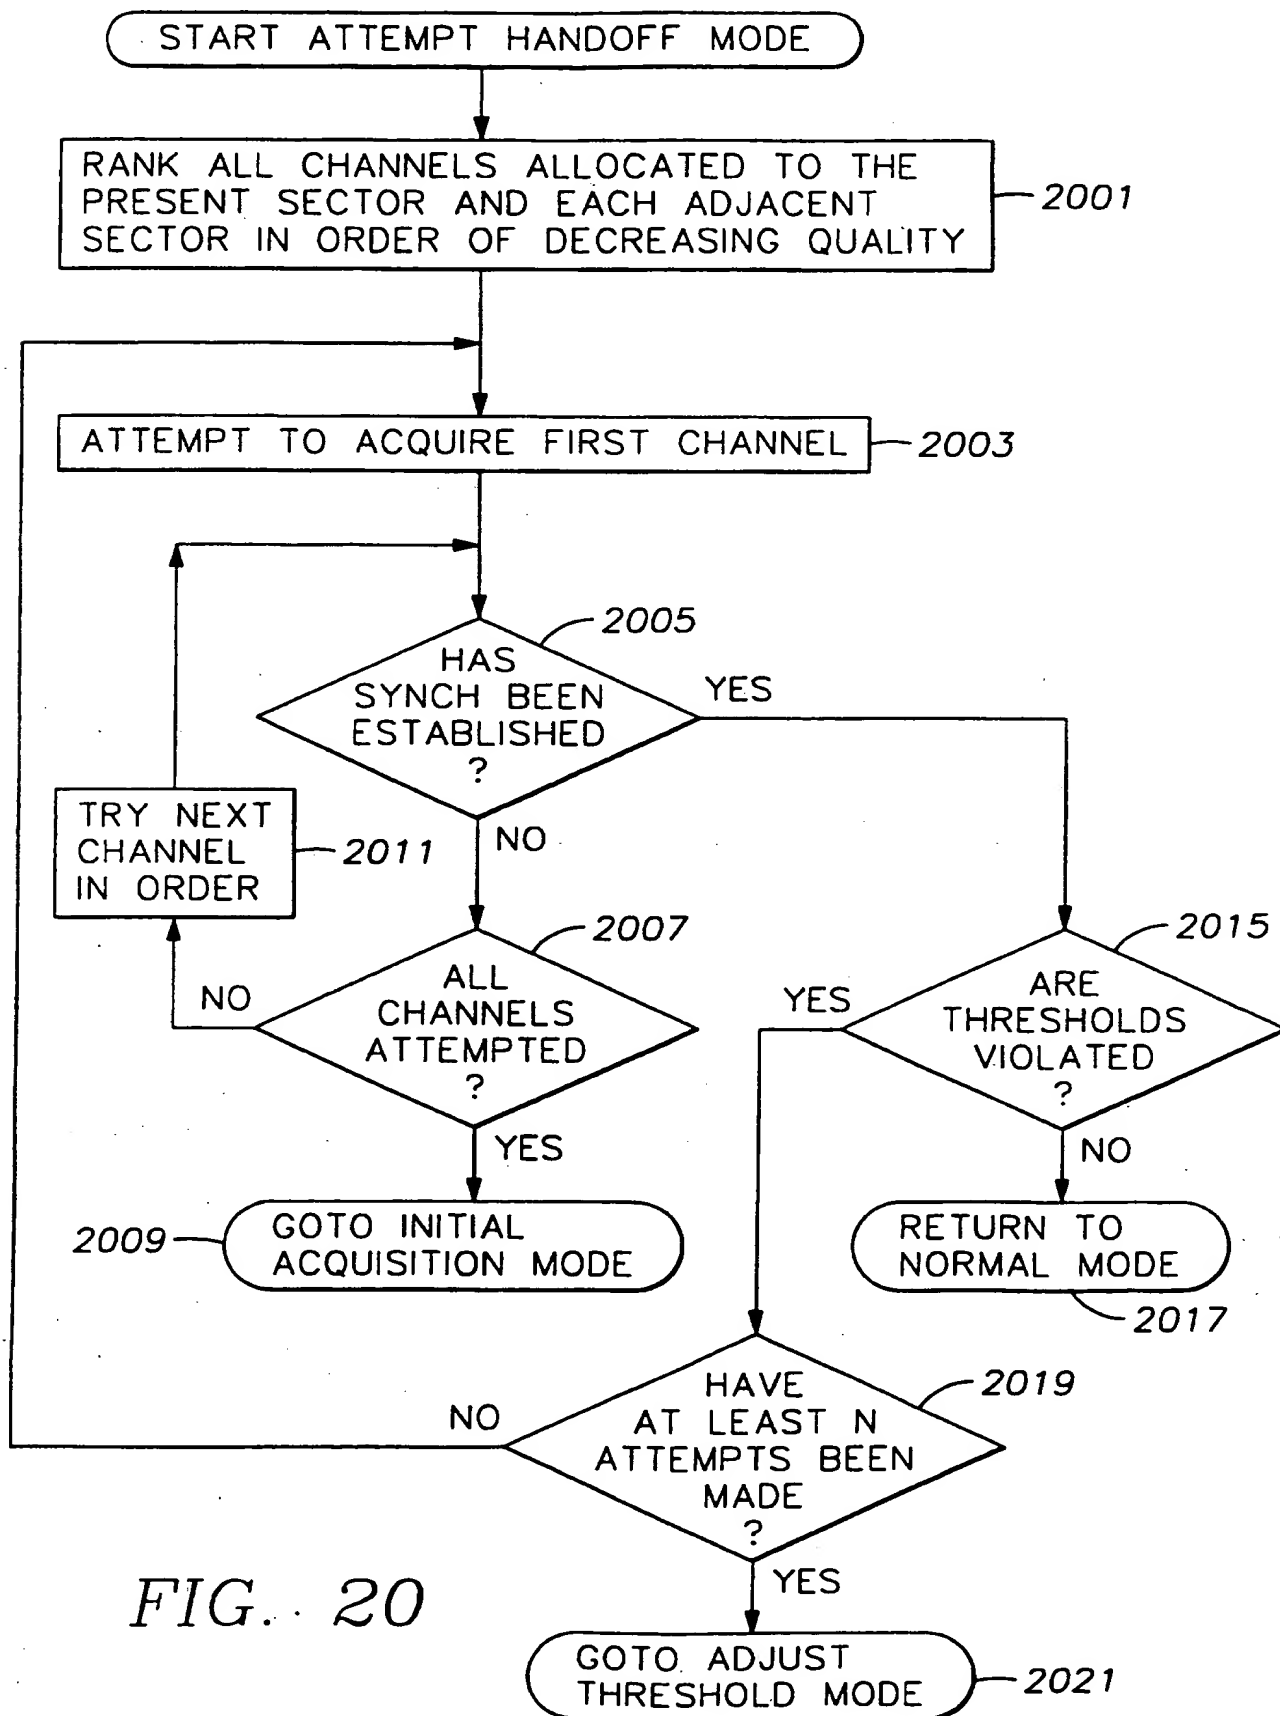 START ATTEMPT HANDOFF MODE
RANK ALL CHANNELS ALLOCATED TO THE
PRESENT SECTOR AND EACH ADJACENT
SECTOR IN ORDER OF DECREASING QUALITY
2001
ATTEMPT TO ACQUIRE FIRST CHANNEL
2003
2005
HAS
SYNCH BEEN
ESTABLISHED
?
YES
NO
TRY NEXT
CHANNEL
IN ORDER
2011
2007
ALL
CHANNELS
ATTEMPTED
?
NO
YES
2015
ARE
THRESHOLDS
VIOLATED
?
YES
NO
2009
GOTO INITIAL
ACQUISITION MODE
RETURN TO
NORMAL MODE
2017
2019
HAVE
AT LEAST N
ATTEMPTS BEEN
MADE
?
NO
YES
FIG. 20
GOTO ADJUST
THRESHOLD MODE
2021